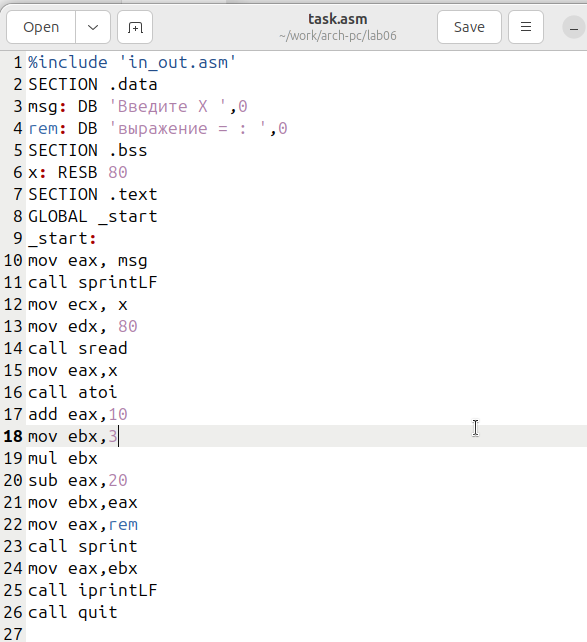 Open
task.asm
~/work/arch-pc/lab06
Save
1 %include 'in_out.asm'
2 SECTION .data
3 msg: DB 'Введите X ',0
4 rem: DB 'выражение = : ',0
5 SECTION .bss
6 x: RESB 80
7 SECTION .text
8 GLOBAL _start
9 _start:
10 mov eax, msg
11 call sprintLF
12 mov ecx, x
13 mov edx, 80
14 call sread
15 mov eax,x
16 call atoi
17 add eax,10
18 mov ebx,3
19 mul ebx
20 sub eax,20
21 mov ebx,eax
22 mov eax,rem
23 call sprint
24 mov eax,ebx
25 call iprintLF
26 call quit
27